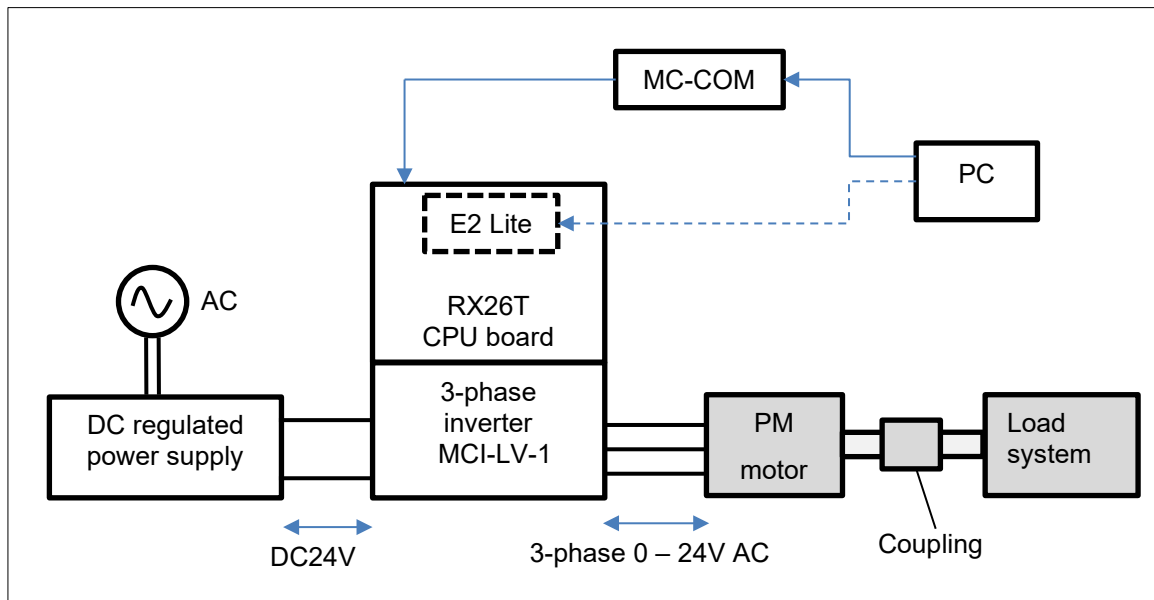 MC-COM
PC
E2 Lite
RX26T
CPU board
AC
DC regulated
power supply
3-phase
inverter
MCI-LV-1
PM
motor
Load
system
DC24V
3-phase 0 – 24V AC
Coupling